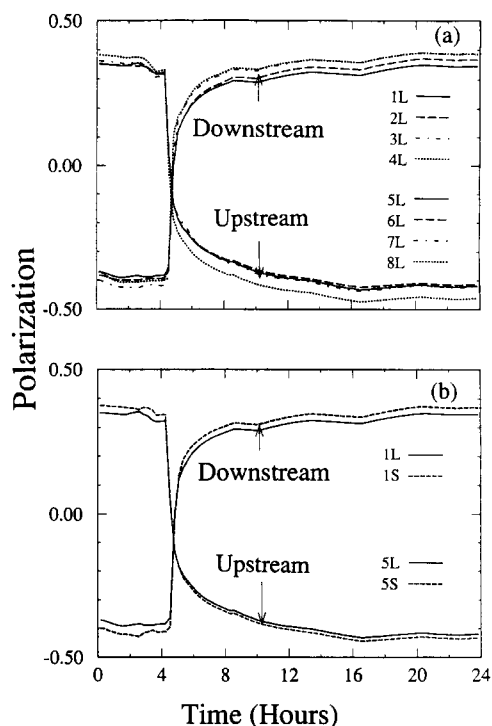 0.50
(a)
1L
2L
3L
4L
Downstream
0.00
5L
6L
7L
8L
Upstream
-0.50
Polarization
0.50
(b)
1L
1S
Downstream
0.00
5L
5S
Upstream
-0.50
0 4 8 12 16 20 24
Time (Hours)